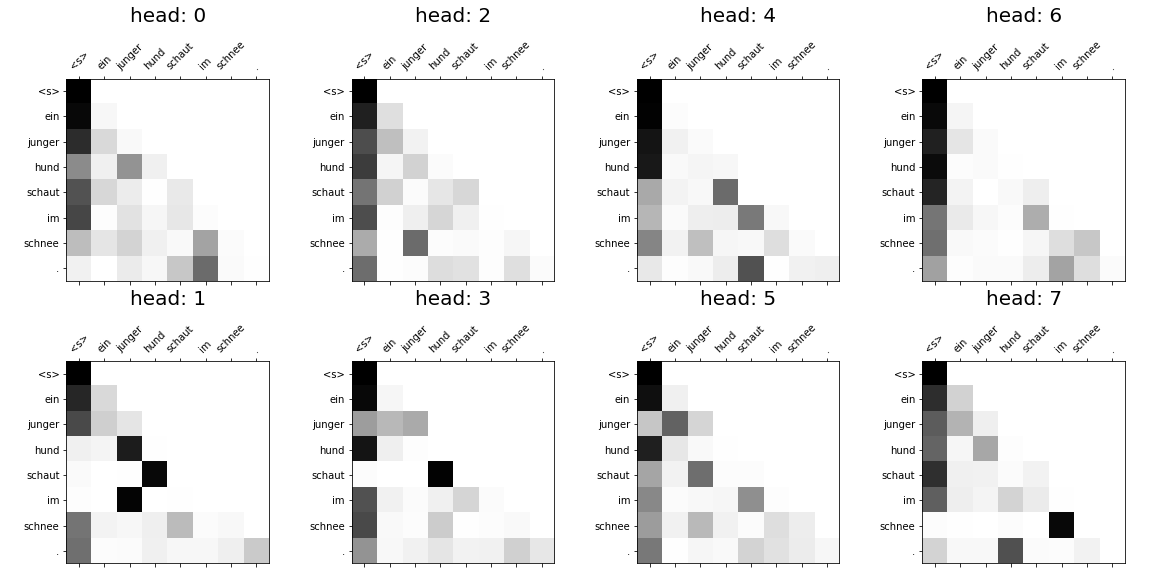 head: 0
<s> ein junger hund schaut im schnee .
<s>
ein
junger
hund
schaut
im
schnee
.
head: 2
<s> ein junger hund schaut im schnee .
<s>
ein
junger
hund
schaut
im
schnee
.
head: 4
<s> ein junger hund schaut im schnee .
<s>
ein
junger
hund
schaut
im
schnee
.
head: 6
<s> ein junger hund schaut im schnee .
<s>
ein
junger
hund
schaut
im
schnee
.
head: 1
<s> ein junger hund schaut im schnee .
<s>
ein
junger
hund
schaut
im
schnee
.
head: 3
<s> ein junger hund schaut im schnee .
<s>
ein
junger
hund
schaut
im
schnee
.
head: 5
<s> ein junger hund schaut im schnee .
<s>
ein
junger
hund
schaut
im
schnee
.
head: 7
<s> ein junger hund schaut im schnee .
<s>
ein
junger
hund
schaut
im
schnee
.